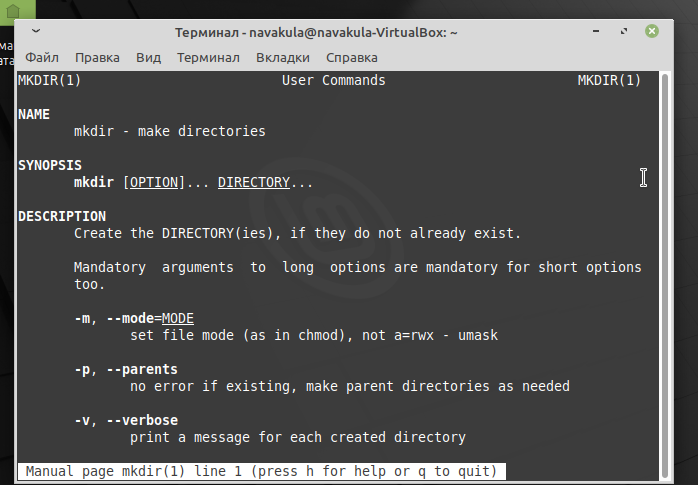 ма
ата
Терминал - navakula@navakula-VirtualBox: ~
Файл Правка Вид Терминал Вкладки Справка
MKDIR(1) User Commands MKDIR(1)
NAME
mkdir - make directories
SYNOPSIS
mkdir [OPTION]... DIRECTORY...
DESCRIPTION
Create the DIRECTORY(ies), if they do not already exist.
Mandatory arguments to long options are mandatory for short options
too.
-m, --mode=MODE
set file mode (as in chmod), not a=rwx - umask
-p, --parents
no error if existing, make parent directories as needed
-v, --verbose
print a message for each created directory
Manual page mkdir(1) line 1 (press h for help or q to quit)